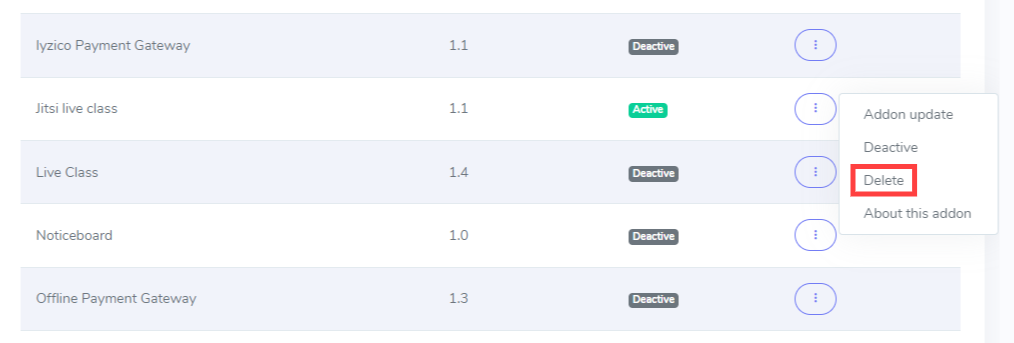 Iyzico Payment Gateway 1.1 Deactive
Jitsi live class 1.1 Active
Addon update
Deactive
Live Class 1.4 Deactive
Delete
About this addon
Noticeboard 1.0 Deactive
Offline Payment Gateway 1.3 Deactive